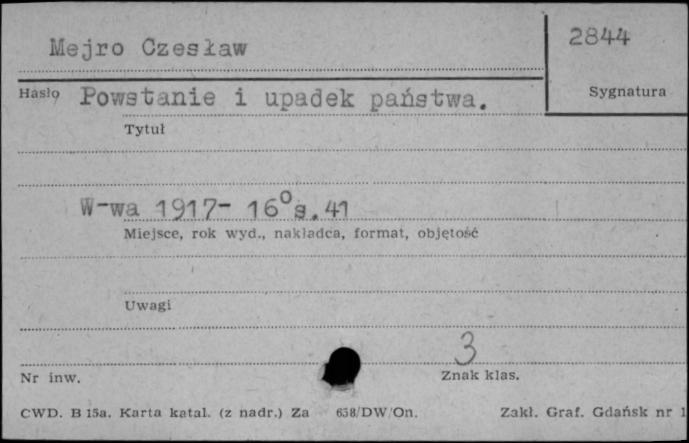 Mejro Czesław
2844
Hasło Powstanie i upadek państwa.
Sygnatura
Tytuł
W-wa 1917- 16° s. 41
Miejsce, rok wyd., nakładca, format, objętość
Uwagi
3
Nr inw.
Znak klas.
CWD. B 15a. Karta katal. (z nadr.) Za 658/DW/On. Zakł. Graf. Gdańsk nr 1